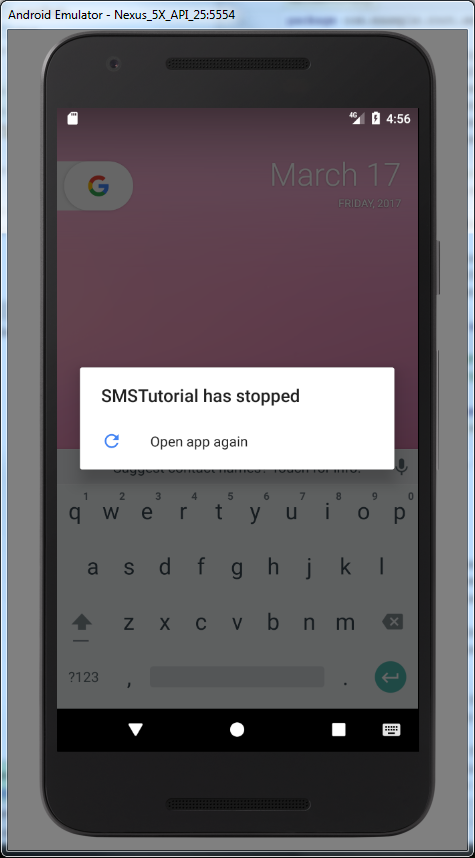 Android Emulator - Nexus_5X_API_25:5554
4G 4:56
G
March 17
FRIDAY, 2017
SMSTutorial has stopped
Open app again
Suggest contact names? Touch for info.
1 2 3 4 5 6 7 8 9 0
q w e r t y u i o p
a s d f g h j k l
z x c v b n m
?123 , .